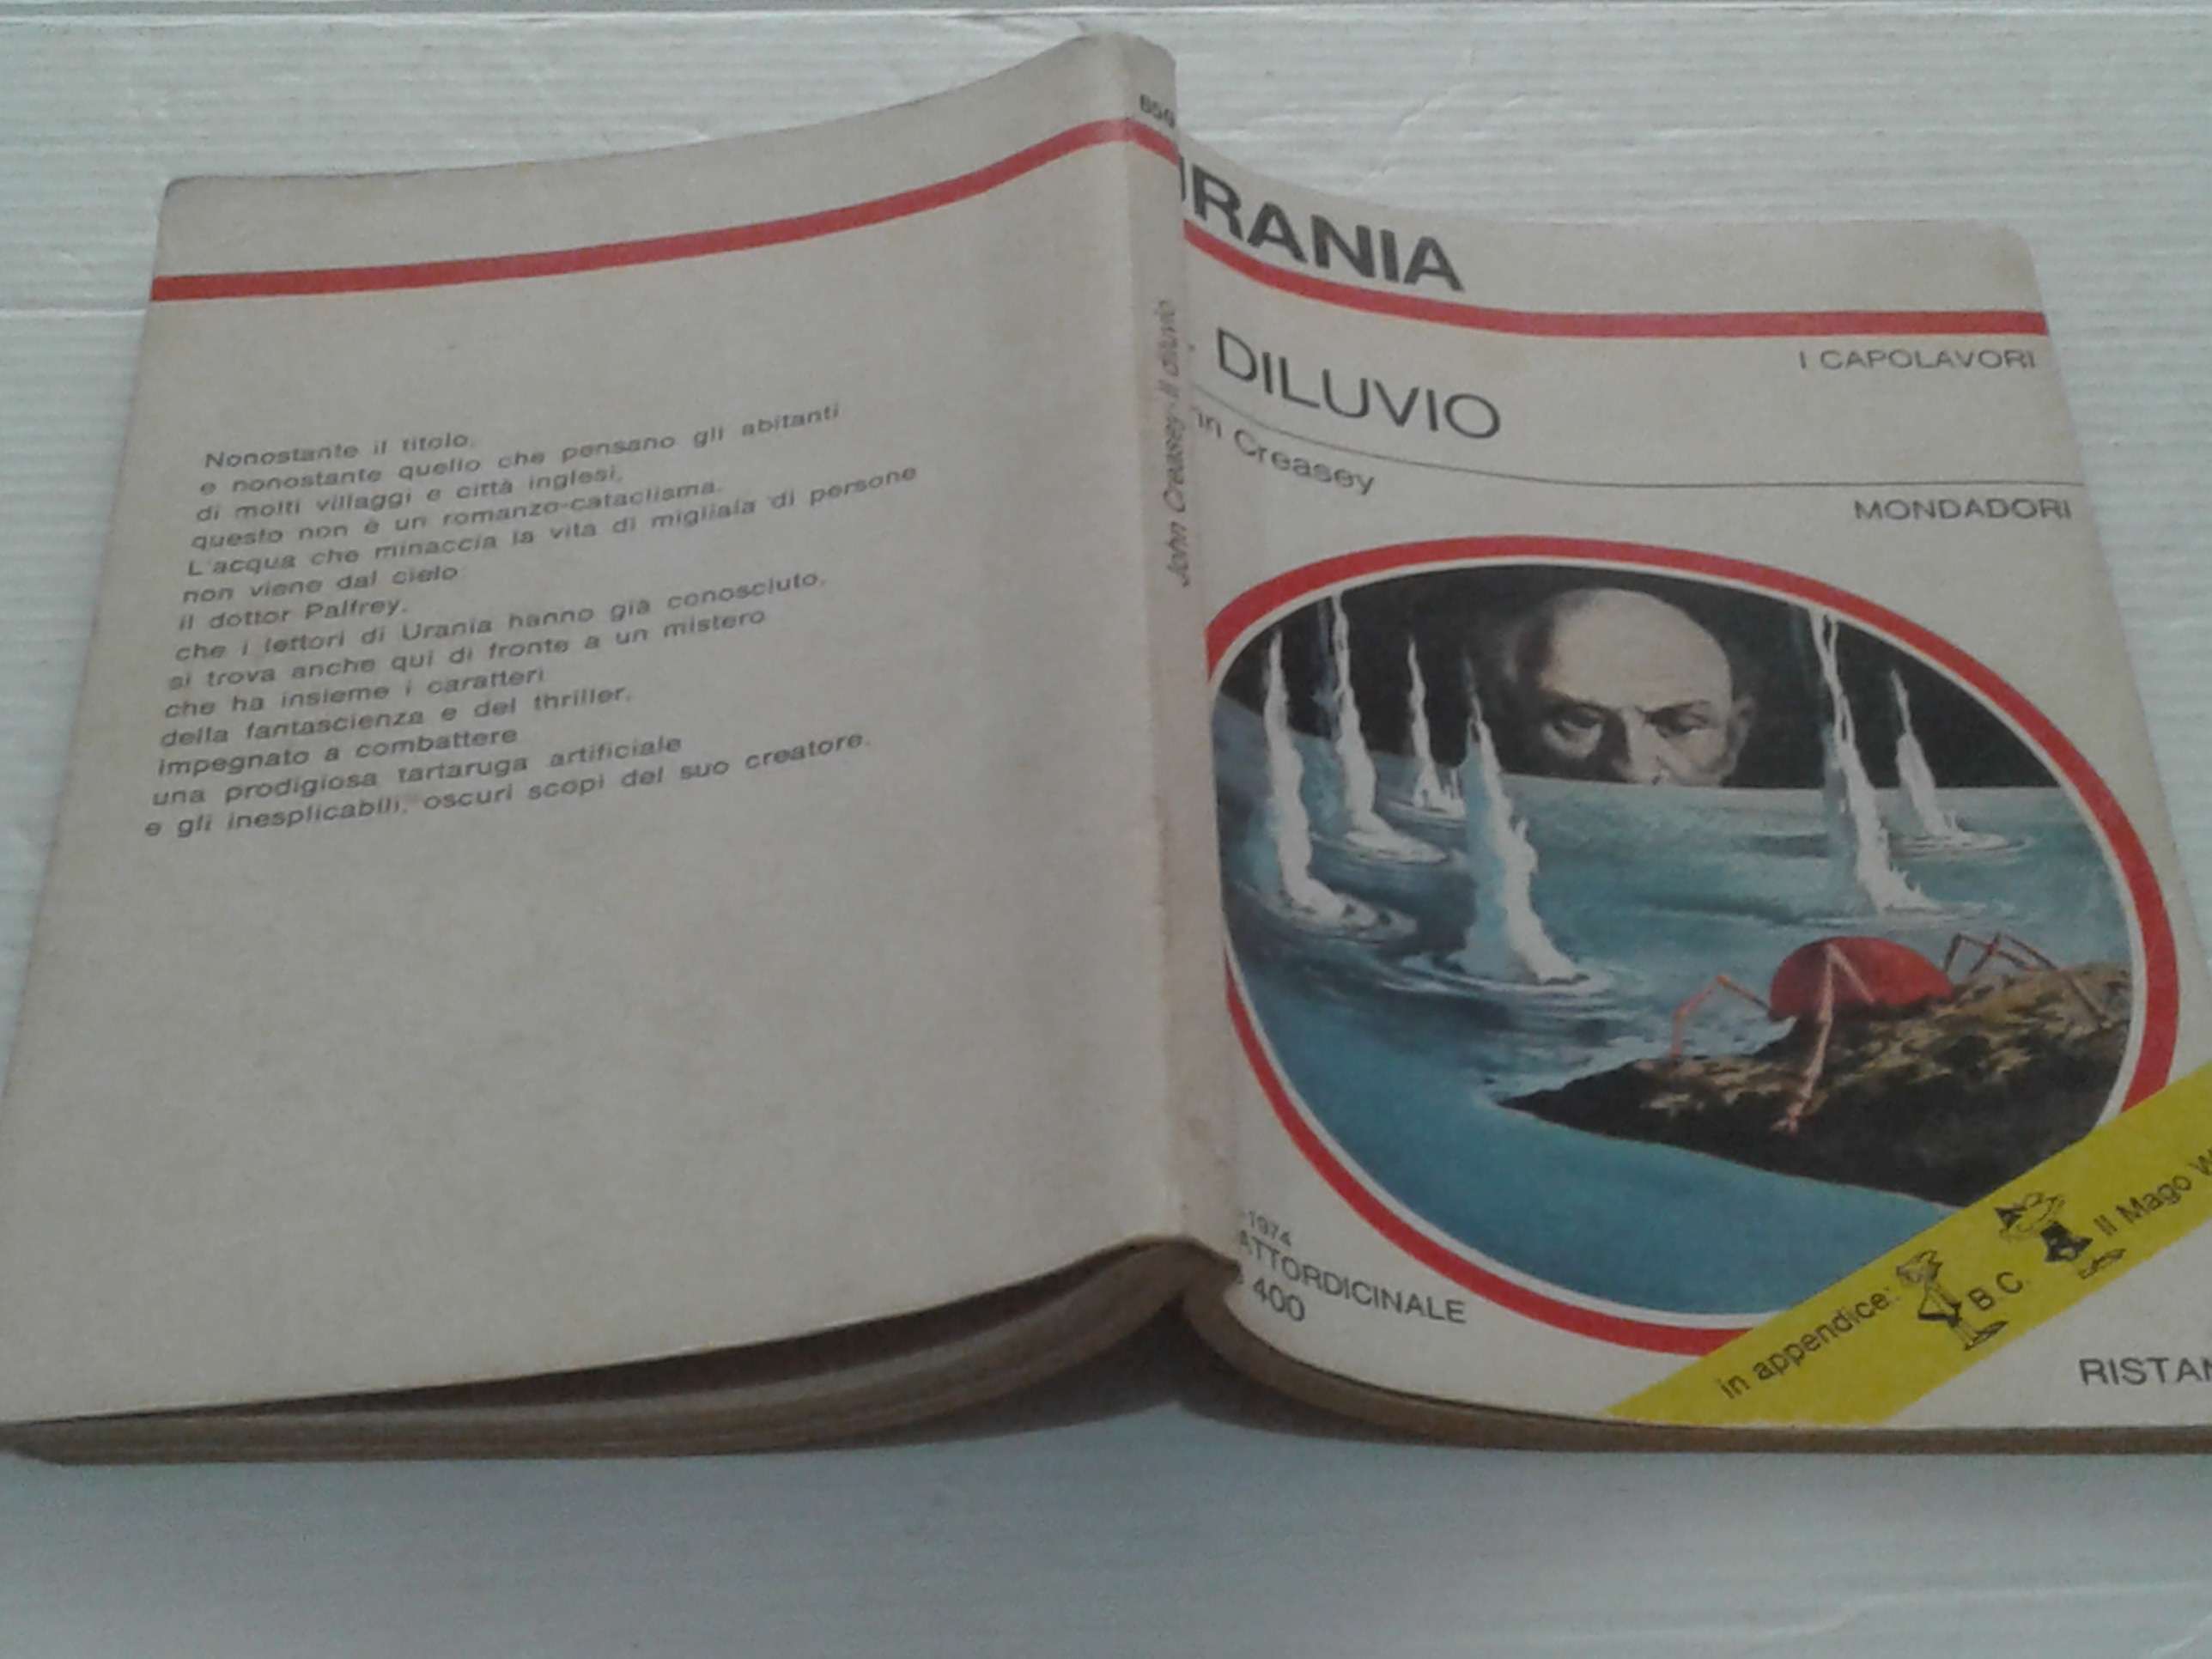 Nonostante il titolo,
e nonostante quello che pensano gli abitanti
di molti villaggi e città inglesi,
questo non è un romanzo-cataclisma.
L'acqua che minaccia la vita di migliaia di persone
non viene dal cielo:
il dottor Palfrey,
che i lettori di Urania hanno già conosciuto,
si trova anche qui di fronte a un mistero
che ha insieme i caratteri
della fantascienza e del thriller,
impegnato a combattere
una prodigiosa tartaruga artificiale
e gli inesplicabili, oscuri scopi del suo creatore.
John Creasey Il diluvio
URANIA
I CAPOLAVORI
DILUVIO
Creasey
MONDADORI
1974
ATTORDICINALE
400
in appendice: B.C. Il Mago W
RISTAM